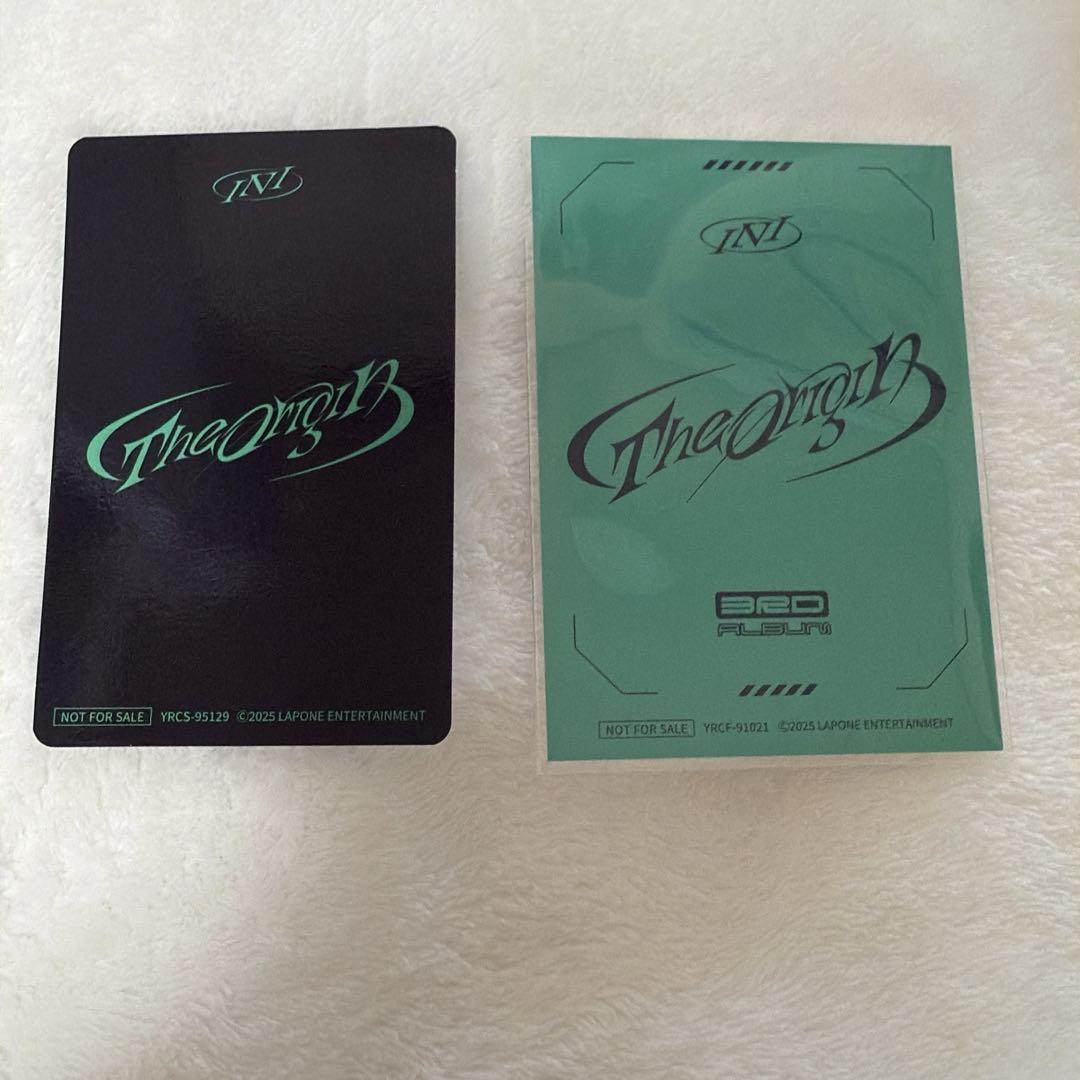 INI
The Origin
NOT FOR SALE YRCS-95129 ©2025 LAPONE ENTERTAINMENT
INI
The Origin
3RD
ALBUM
NOT FOR SALE YRCF-91021 ©2025 LAPONE ENTERTAINMENT